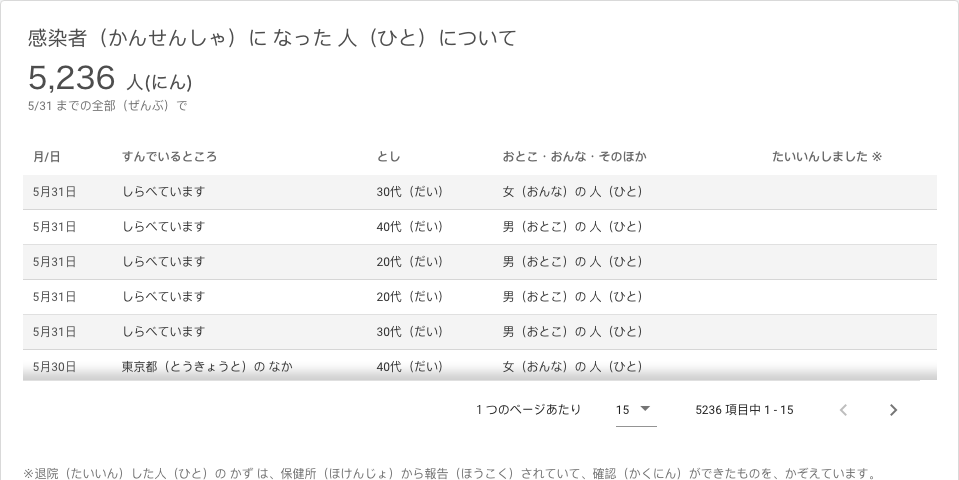 感染者（かんせんしゃ）に なった 人（ひと）について
5,236 人(にん)
5/31 までの全部（ぜんぶ）で
月/日 すんでいるところ とし おとこ・おんな・そのほか たいいんしました ※
5月31日 しらべています 30代（だい） 女（おんな）の 人（ひと）
5月31日 しらべています 40代（だい） 男（おとこ）の 人（ひと）
5月31日 しらべています 20代（だい） 男（おとこ）の 人（ひと）
5月31日 しらべています 20代（だい） 男（おとこ）の 人（ひと）
5月31日 しらべています 30代（だい） 男（おとこ）の 人（ひと）
5月30日 東京都（とうきょうと）の なか 40代（だい） 女（おんな）の 人（ひと）
1 つのページあたり 15 5236 項目中 1 - 15
※退院（たいいん）した 人（ひと）の かず は、保健所（ほけんじょ）から 報告（ほうこく）されていて、確認（かくにん）ができたものを、かぞえています。